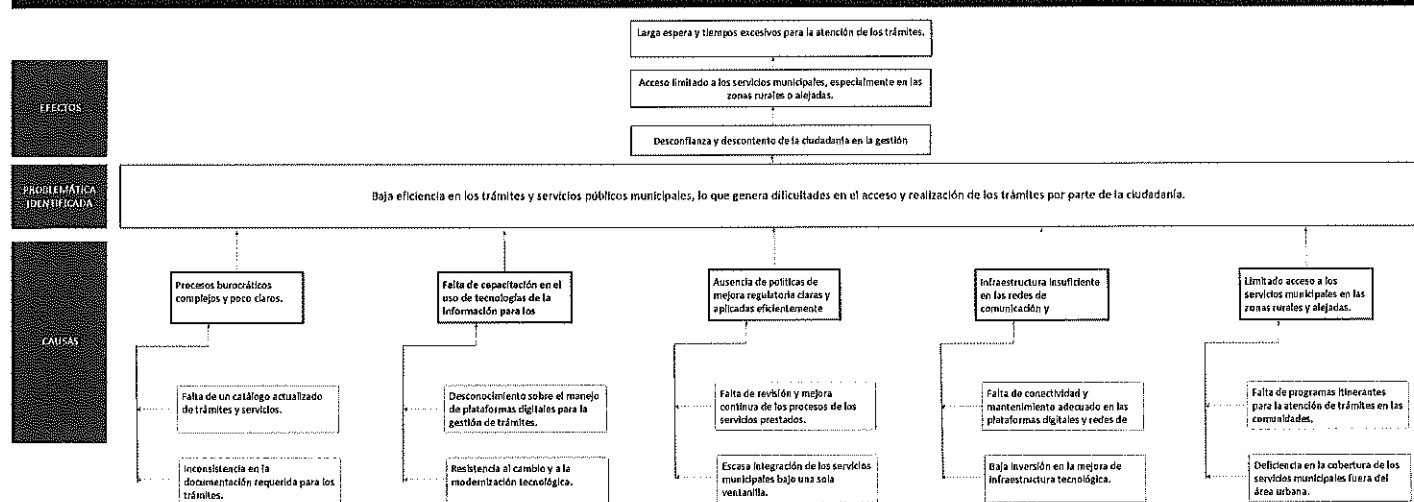 Larga espera y tiempos excesivos para la atención de los trámites.
EFECTOS
Acceso limitado a los servicios municipales, especialmente en las
zonas rurales o alejadas.
Desconfianza y descontento de la ciudadanía en la gestión
PROBLEMÁTICA
IDENTIFICADA
Baja eficiencia en los trámites y servicios públicos municipales, lo que genera dificultades en el acceso y realización de los trámites por parte de la ciudadanía.
CAUSAS
Procesos burocráticos
complejos y poco claros.
Falta de capacitación en el
uso de tecnologías de la
información para los
Ausencia de políticas de
mejora regulatoria claras y
aplicadas eficientemente
Infraestructura insuficiente
en las redes de
comunicación y
Limitado acceso a los
servicios municipales en las
zonas rurales y alejadas.
Falta de un catálogo actualizado
de trámites y servicios.
Desconocimiento sobre el manejo
de plataformas digitales para la
gestión de trámites.
Falta de revisión y mejora
continua de los procesos de los
servicios prestados.
Falta de conectividad y
mantenimiento adecuado en las
plataformas digitales y redes de
Falta de programas itinerantes
para la atención de trámites en las
comunidades.
Inconsistencia en la
documentación requerida para los
trámites.
Resistencia al cambio y a la
modernización tecnológica.
Escasa integración de los servicios
municipales bajo una sola
ventanilla.
Baja inversión en la mejora de
infraestructura tecnológica.
Deficiencia en la cobertura de los
servicios municipales fuera del
área urbana.